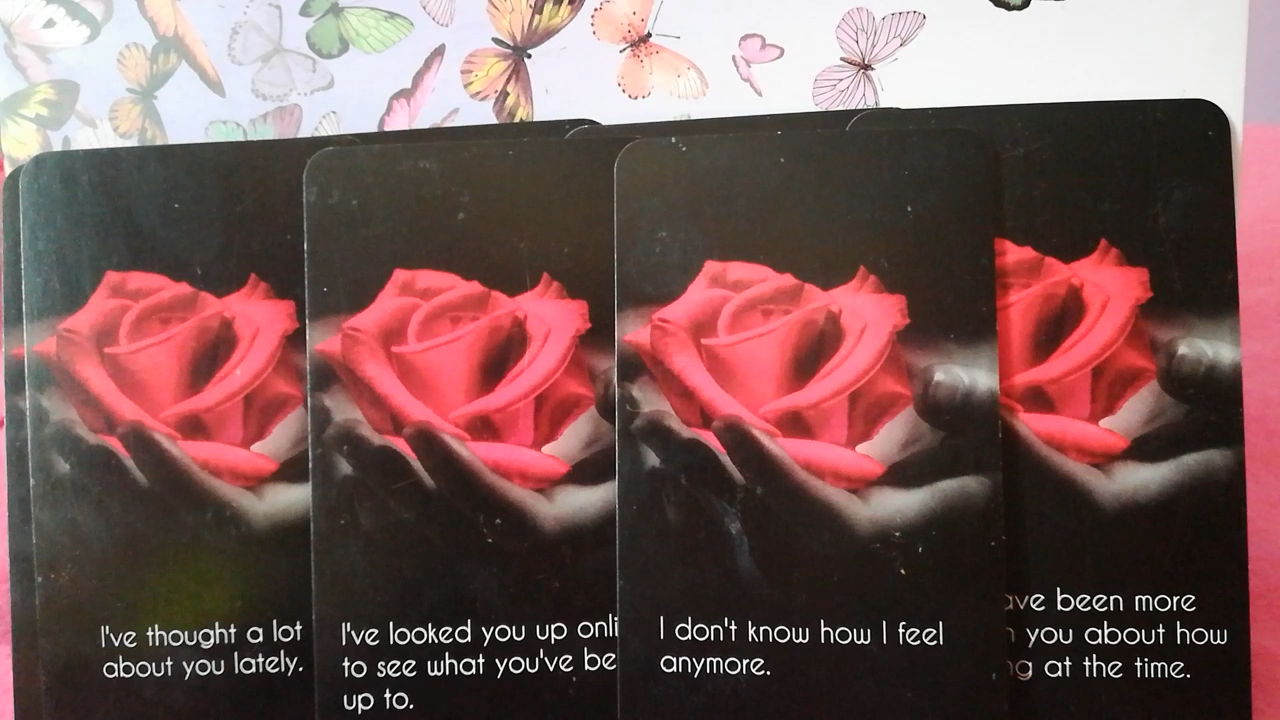 I've thought a lot
about you lately.
I've looked you up onli
to see what you've be
up to.
I don't know how I feel
anymore.
ave been more
you about how
at the time.